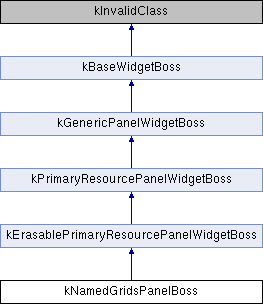 kInvalidClass
kBaseWidgetBoss
kGenericPanelWidgetBoss
kPrimaryResourcePanelWidgetBoss
kErasablePrimaryResourcePanelWidgetBoss
kNamedGridsPanelBoss